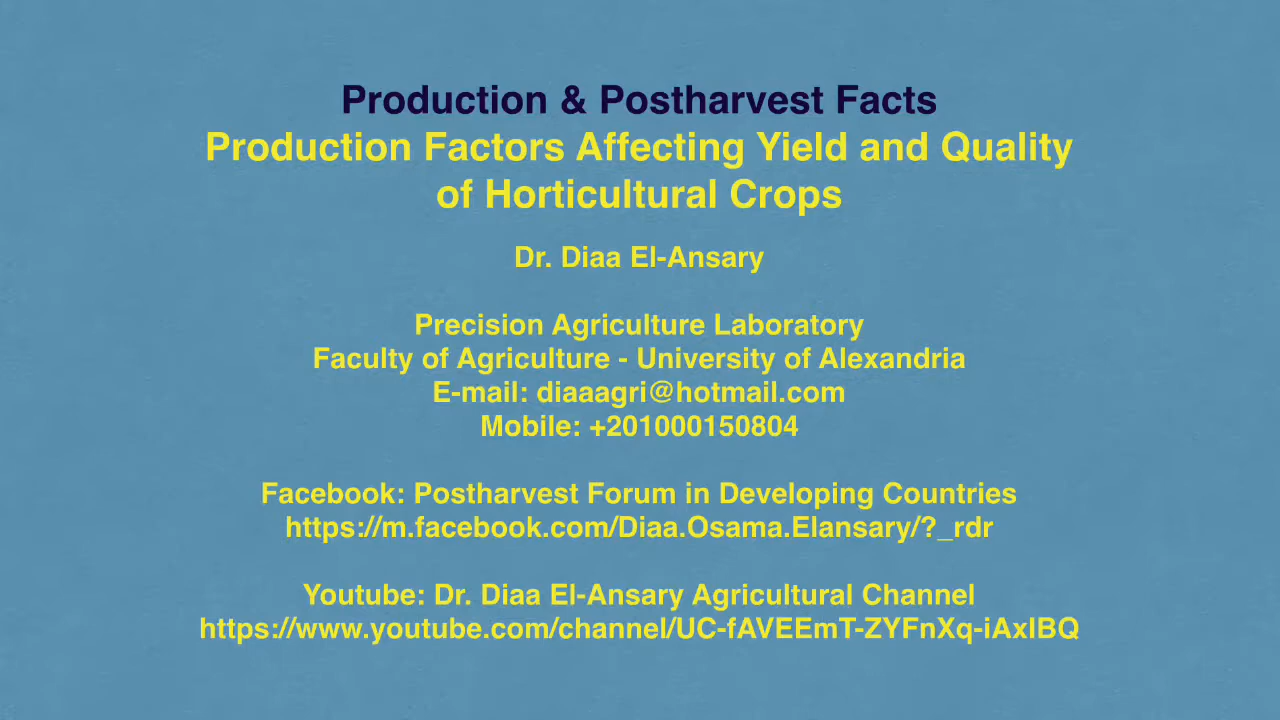 Production & Postharvest Facts
Production Factors Affecting Yield and Quality
of Horticultural Crops
Dr. Diaa El-Ansary
Precision Agriculture Laboratory
Faculty of Agriculture - University of Alexandria
E-mail: diaaagri@hotmail.com
Mobile: +201000150804
Facebook: Postharvest Forum in Developing Countries
https://m.facebook.com/Diaa.Osama.Elansary/?_rdr
Youtube: Dr. Diaa El-Ansary Agricultural Channel
https://www.youtube.com/channel/UC-fAVEEmT-ZYFnXq-iAxIBQ